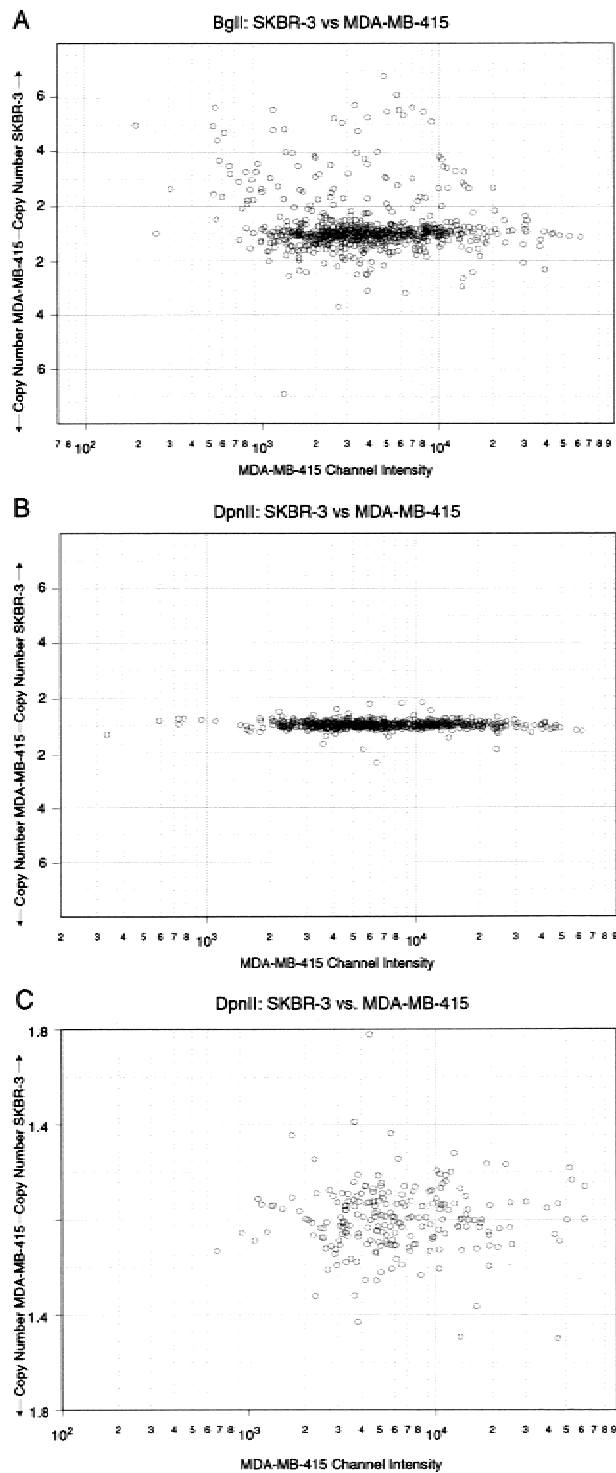 A
BglII: SKBR-3 vs MDA-MB-415
←Copy Number MDA-MB-415 – Copy Number SKBR-3→
6
4
2
2
4
6
7 8 10² 2 3 4 5 6 7 8 10³ 2 3 4 5 6 7 8 10⁴ 2 3 4 5 6 7 8 9
MDA-MB-415 Channel Intensity
B
DpnII: SKBR-3 vs MDA-MB-415
←Copy Number MDA-MB-415 – Copy Number SKBR-3→
6
4
2
2
4
6
2 3 4 5 6 7 8 10³ 2 3 4 5 6 7 8 10⁴ 2 3 4 5 6 7 8 9
MDA-MB-415 Channel Intensity
C
DpnII: SKBR-3 vs. MDA-MB-415
←Copy Number MDA-MB-415 – Copy Number SKBR-3→
1.8
1.4
1.4
1.8
10² 2 3 4 5 6 7 8 10³ 2 3 4 5 6 7 8 10⁴ 2 3 4 5 6 7 8 9
MDA-MB-415 Channel Intensity